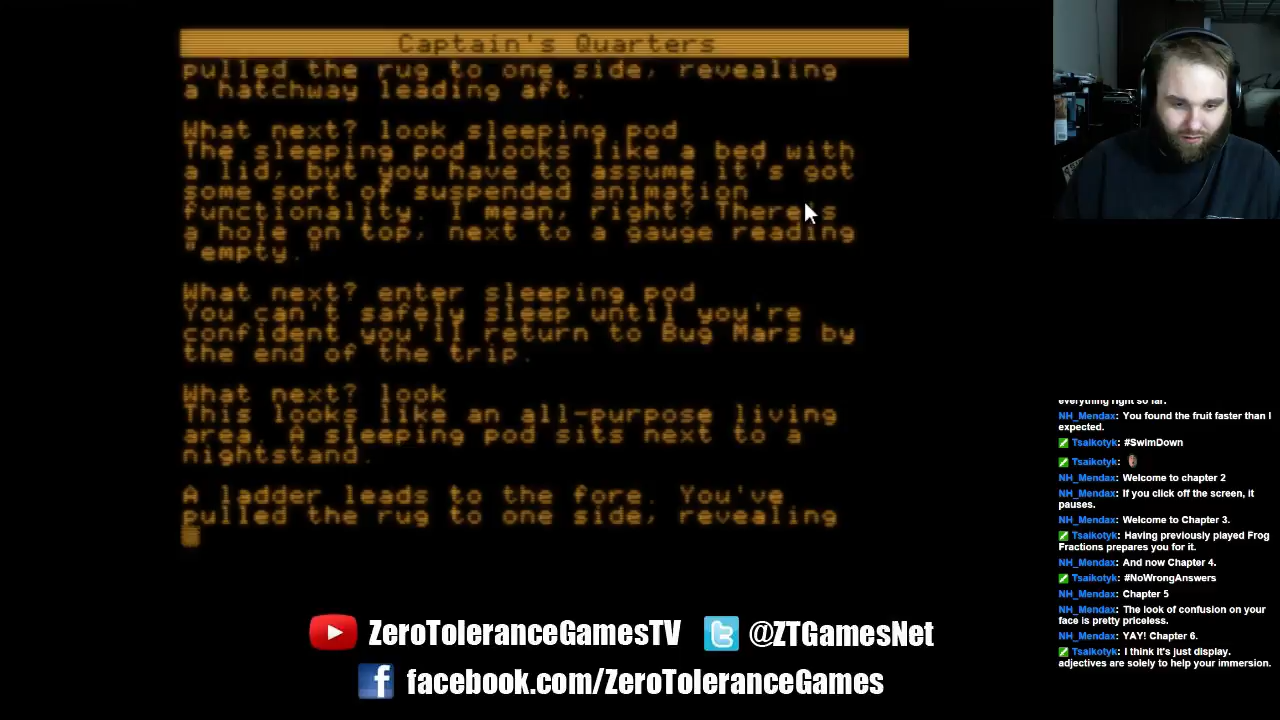 Captain's Quarters
pulled the rug to one side, revealing
a hatchway leading aft.
What next? look sleeping pod
The sleeping pod looks like a bed with
a lid, but you have to assume it's got
some sort of suspended animation
functionality. I mean, right? There's
a hole on top, next to a gauge reading
"empty."
What next? enter sleeping pod
You can't safely sleep until you're
confident you'll return to Bug Mars by
the end of the trip.
What next? look
This looks like an all-purpose living
area. A sleeping pod sits next to a
nightstand.
A ladder leads to the fore. You've
pulled the rug to one side, revealing
everything right so far.
NH_Mendax: You found the fruit faster than I
expected.
Tsaikotyk: #SwimDown
Tsaikotyk:
NH_Mendax: Welcome to chapter 2
NH_Mendax: If you click off the screen, it
pauses.
NH_Mendax: Welcome to Chapter 3.
Tsaikotyk: Having previously played Frog
Fractions prepares you for it.
NH_Mendax: And now Chapter 4.
Tsaikotyk: #NoWrongAnswers
NH_Mendax: Chapter 5
NH_Mendax: The look of confusion on your
face is pretty priceless.
NH_Mendax: YAY! Chapter 6.
Tsaikotyk: I think it's just display.
adjectives are solely to help your immersion.
ZeroToleranceGamesTV
@ZTGamesNet
facebook.com/ZeroToleranceGames